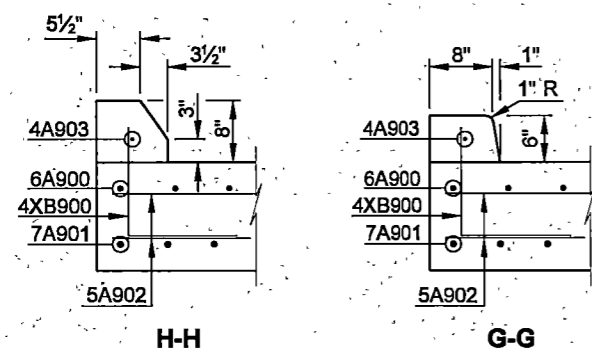 5½"
3½"
3"
8"
4A903
6A900
4XB900
7A901
5A902
H-H
8"
1"
1" R
6"
4A903
6A900
4XB900
7A901
5A902
G-G